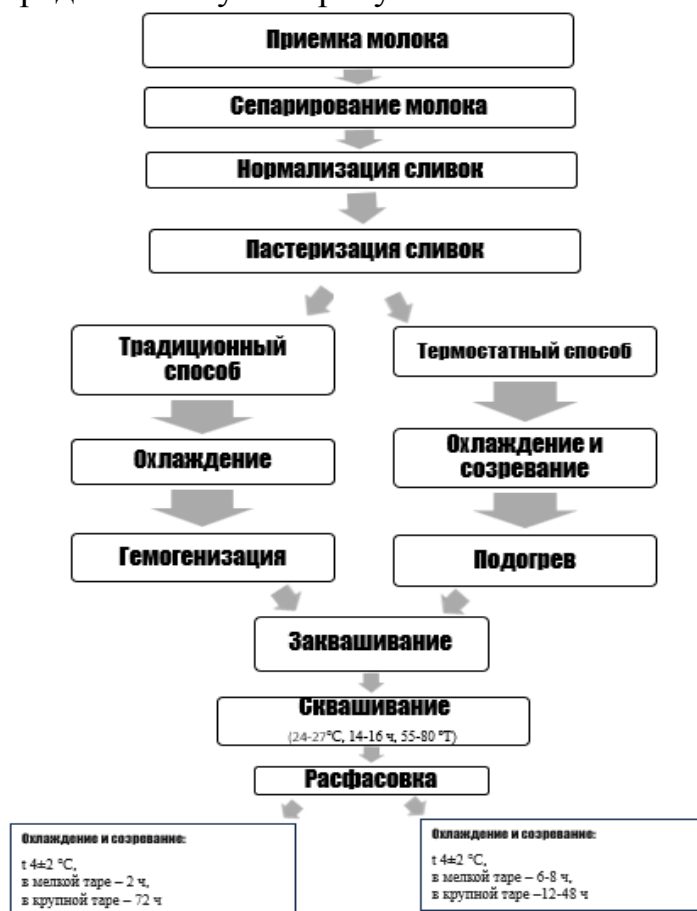 Приемка молока
Сепарирование молока
Нормализация сливок
Пастеризация сливок
Традиционный
способ
Термостатный способ
Охлаждение
Охлаждение и
созревание
Гемогенизация
Подогрев
Заквашивание
Сквашивание
(24-27°C, 14-16 ч, 55-80 °T)
Расфасовка
Охлаждение и созревание:
t 4±2 °C,
в мелкой таре – 2 ч,
в крупной таре – 72 ч
Охлаждение и созревание:
t 4±2 °C,
в мелкой таре – 6-8 ч,
в крупной таре –12-48 ч